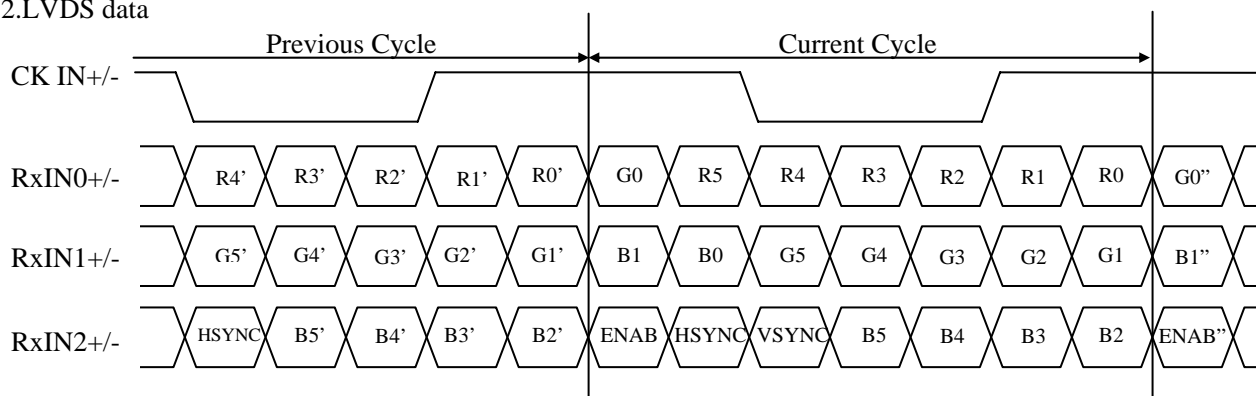 2.LVDS data
Previous Cycle Current Cycle
CK IN+/-
RxIN0+/- R4’ R3’ R2’ R1’ R0’ G0 R5 R4 R3 R2 R1 R0 G0”
RxIN1+/- G5’ G4’ G3’ G2’ G1’ B1 B0 G5 G4 G3 G2 G1 B1”
RxIN2+/- HSYNC B5’ B4’ B3’ B2’ ENAB HSYNC VSYNC B5 B4 B3 B2 ENAB”